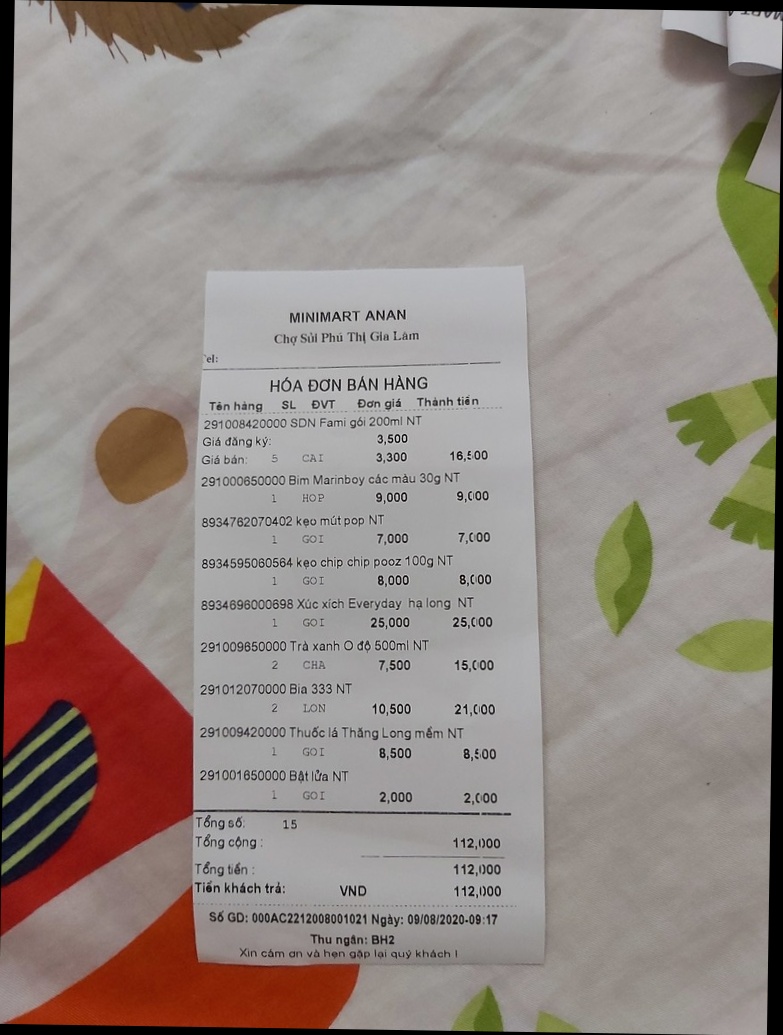 MINIMART ANAN
Chợ Sủi Phú Thị Gia Lâm
Tel:
HÓA ĐƠN BÁN HÀNG
Tên hàng SL ĐVT Đơn giá Thành tiền
291008420000 SDN Fami gói 200ml NT
Giá đăng ký: 3,500
Giá bán: 5 CAI 3,300 16,500
291000650000 Bim Marinboy các màu 30g NT
1 HOP 9,000 9,000
8934762070402 kẹo mút pop NT
1 GOI 7,000 7,000
8934595060564 kẹo chip chip pooz 100g NT
1 GOI 8,000 8,000
8934696000698 Xúc xích Everyday hạ long NT
1 GOI 25,000 25,000
291009650000 Trà xanh O độ 500ml NT
2 CHA 7,500 15,000
291012070000 Bia 333 NT
2 LON 10,500 21,000
291009420000 Thuốc lá Thăng Long mềm NT
1 GOI 8,500 8,500
291001650000 Bật lửa NT
1 GOI 2,000 2,000
Tổng số: 15
Tổng cộng : 112,000
Tổng tiền : 112,000
Tiền khách trả: VND 112,000
Số GD: 000AC2212008001021 Ngày: 09/08/2020-09:17
Thu ngân: BH2
Xin cảm ơn và hẹn gặp lại quý khách !